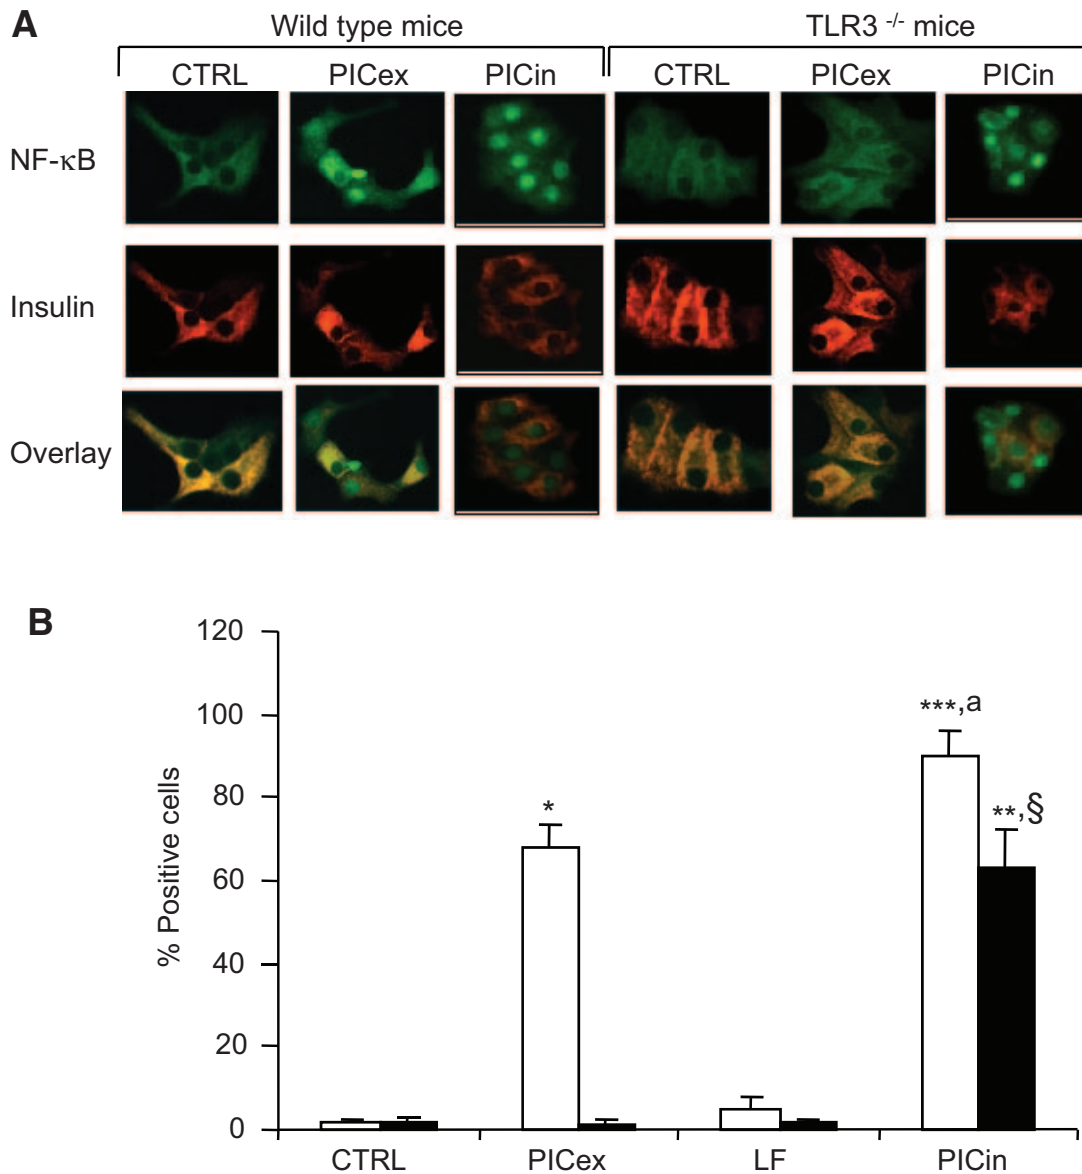 A
Wild type mice TLR3 -/- mice
CTRL PICex PICin CTRL PICex PICin
NF-κB
Insulin
Overlay
B
120
100
80
60
40
20
0
% Positive cells
*
***,a
**,§
CTRL PICex LF PICin